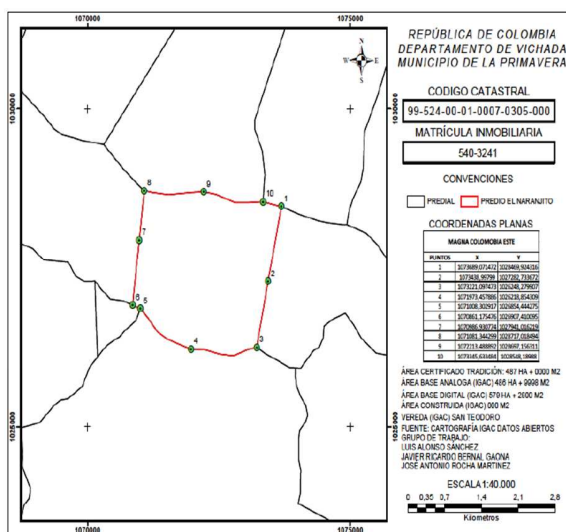 1070000
1075000
1030000
1030000
1025000
1025000
1070000
1075000
N
W E
S
8
9
10
1
7
2
6
5
4
3
REPÚBLICA DE COLOMBIA
DEPARTAMENTO DE VICHADA
MUNICIPIO DE LA PRIMAVERA
CODIGO CATASTRAL
99-524-00-01-0007-0305-000
MATRÍCULA INMOBILIARIA
540-3241
CONVENCIONES
PREDIAL
PREDIO EL NARANJITO
COORDENADAS PLANAS
MAGNA COLOMOBIA ESTE
PUNTOS X Y
1
2
3
4
5
6
7
8
9
10
ÁREA CERTIFICADO TRADICIÓN: 487 HA + 0000 M2
ÁREA BASE ANALOGA (IGAC) 486 HA + 9998 M2
ÁREA BASE DIGITAL (IGAC) 579 HA + 2600 M2
ÁREA CONSTRUIDA (IGAC) 000 M2
VEREDA (IGAC) SAN TEODORO
FUENTE: CARTOGRAFÍA IGAC DATOS ABIERTOS
GRUPO DE TRABAJO:
LUIS ALONSO SÁNCHEZ
JAVIER RICARDO BERNAL GAONA
JOSÉ ANTONIO ROCHA MARTINEZ
ESCALA 1:40.000
0 0,35 0,7 1,4 2,1 2,8
Kilometros